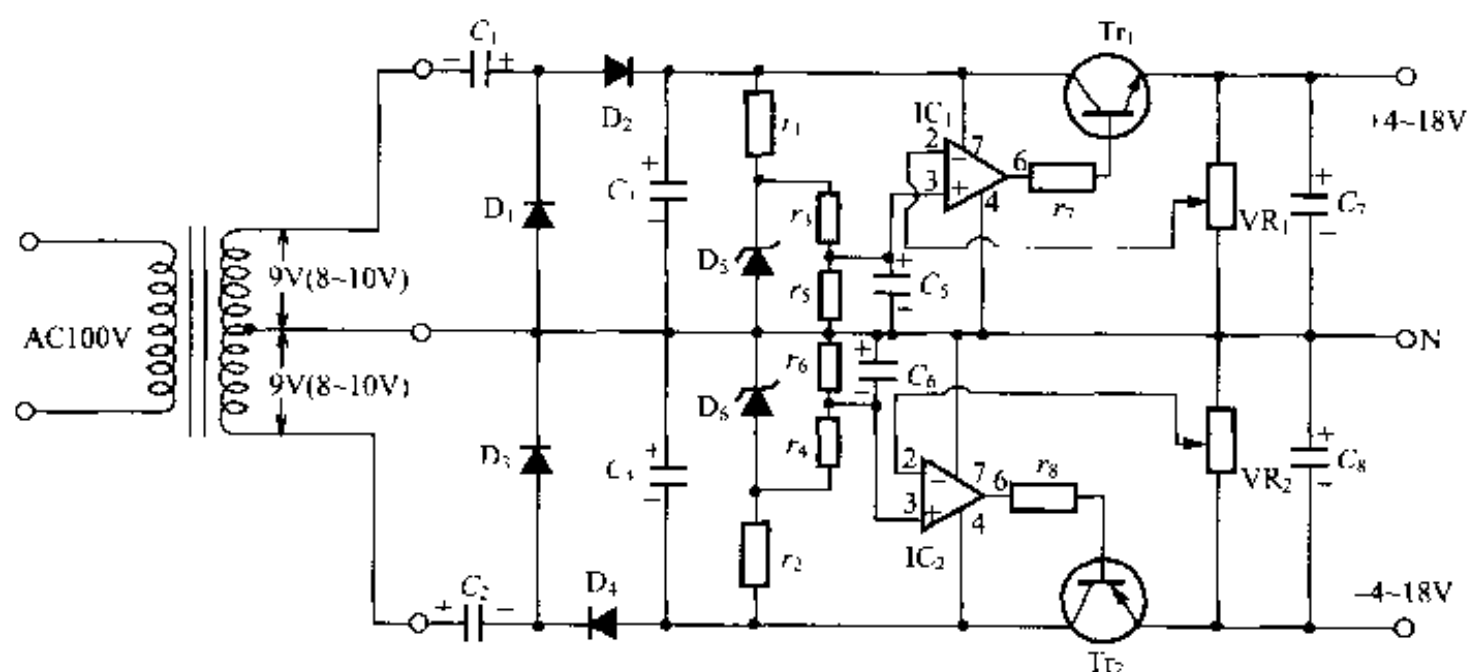 C₁
Tr₁
+4~18V
D₂
r₁
IC₁
2
7
3
6
4
r₇
D₁
r₃
VR₁
C₇
9V(8~10V)
D₅
r₅
C₅
AC100V
N
9V(8~10V)
r₆
C₆
D₆
r₄
D₃
2
7
6
r₈
3
4
VR₂
C₈
IC₂
r₂
C₂
D₄
−4~18V
Tr₂